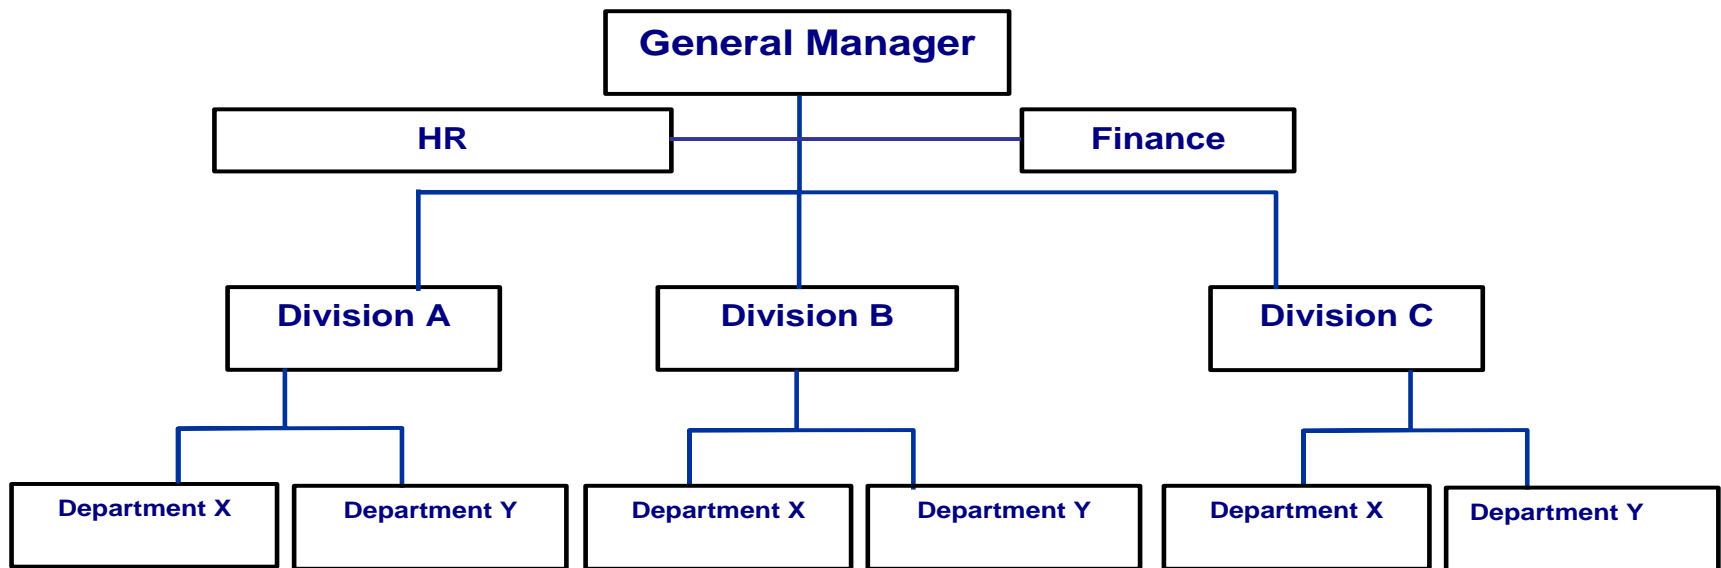 General Manager
HR
Finance
Division A
Division B
Division C
Department X
Department Y
Department X
Department Y
Department X
Department Y